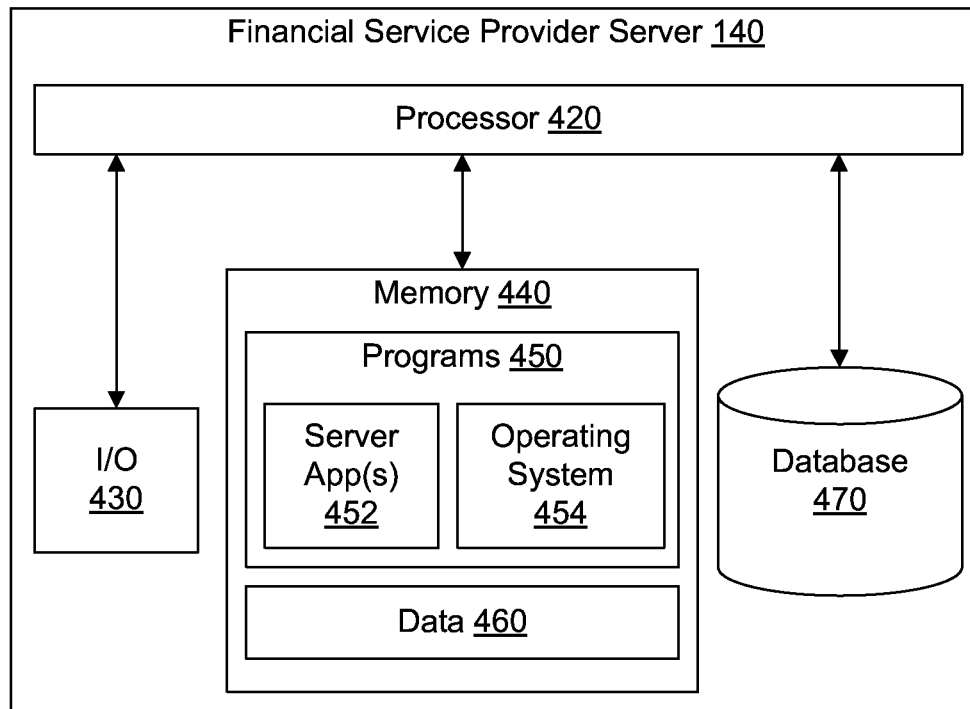 Financial Service Provider Server 140
Processor 420
Memory 440
Programs 450
Server
App(s)
452
Operating
System
454
Data 460
I/O
430
Database
470